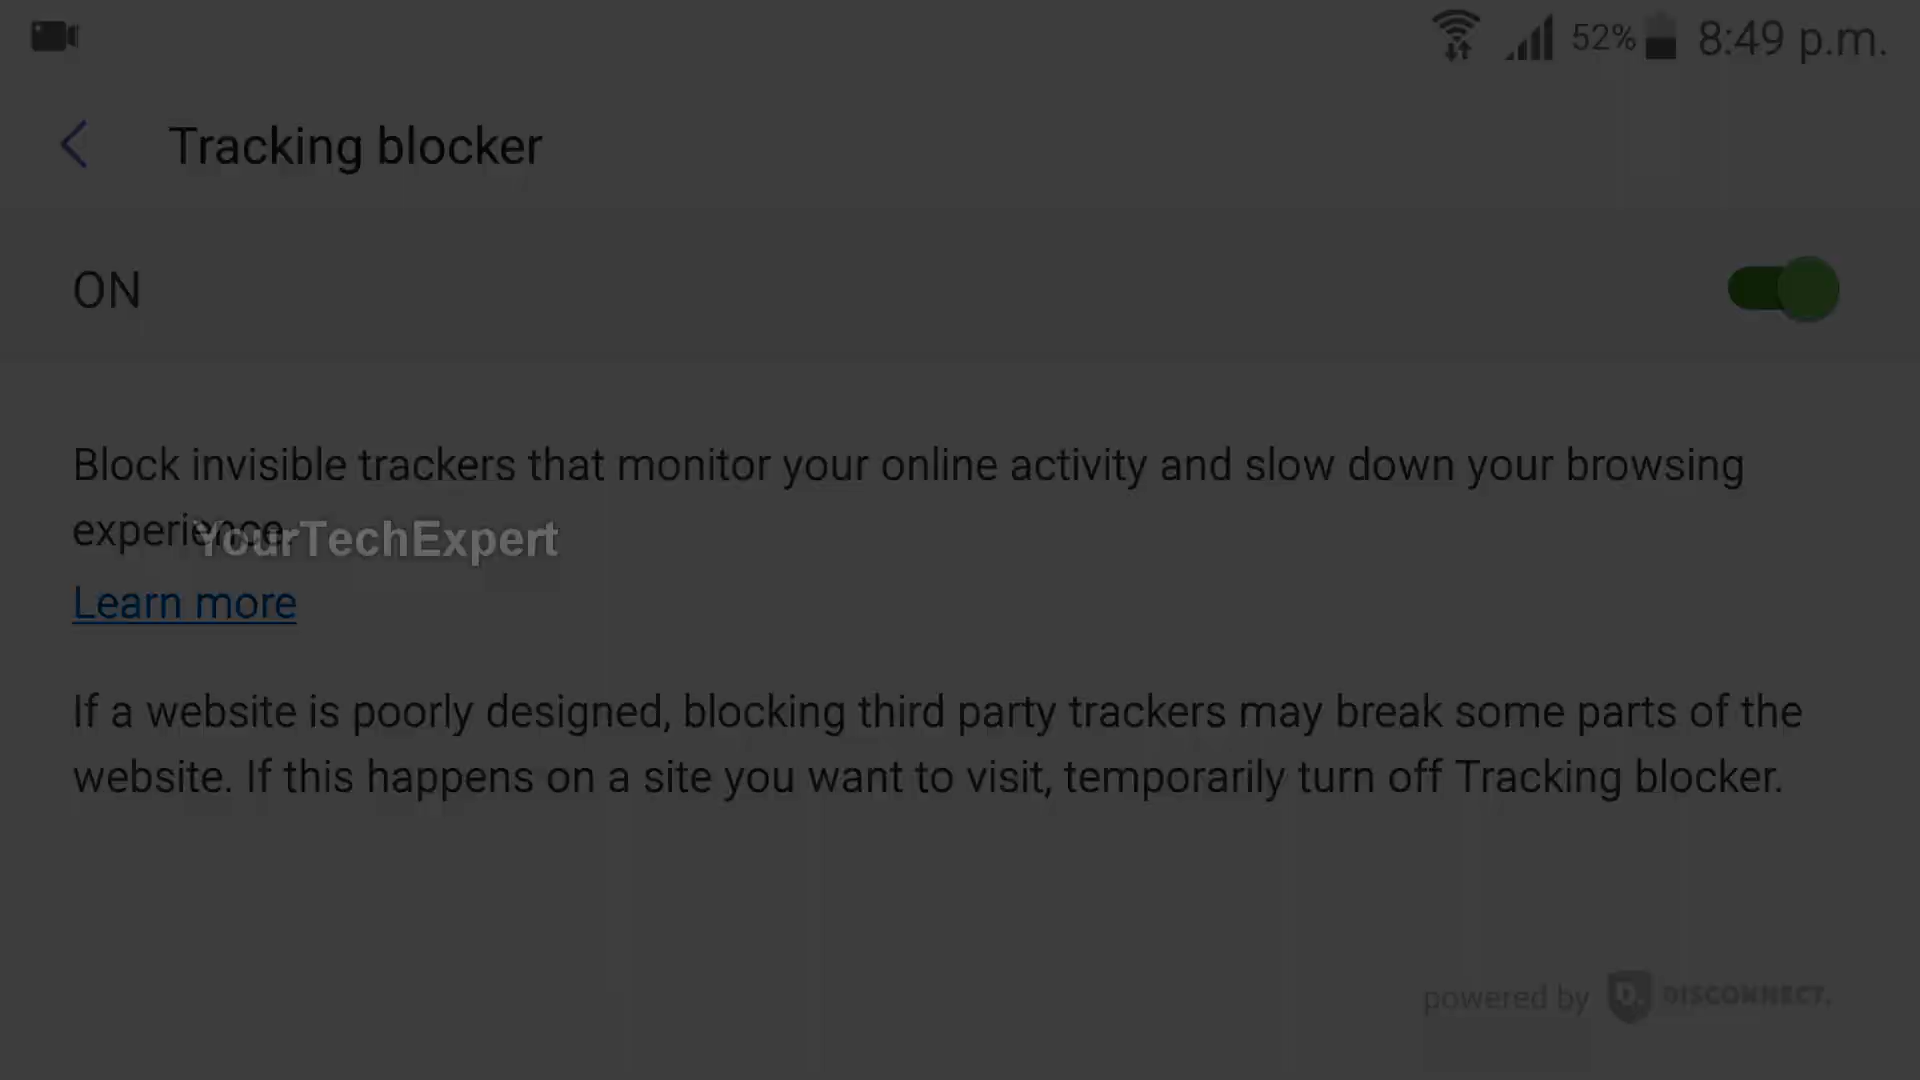 52% 8:49 p.m.
Tracking blocker
ON
Block invisible trackers that monitor your online activity and slow down your browsing
experience.
YourTechExpert
Learn more
If a website is poorly designed, blocking third party trackers may break some parts of the
website. If this happens on a site you want to visit, temporarily turn off Tracking blocker.
powered by D. DISCONNECT.